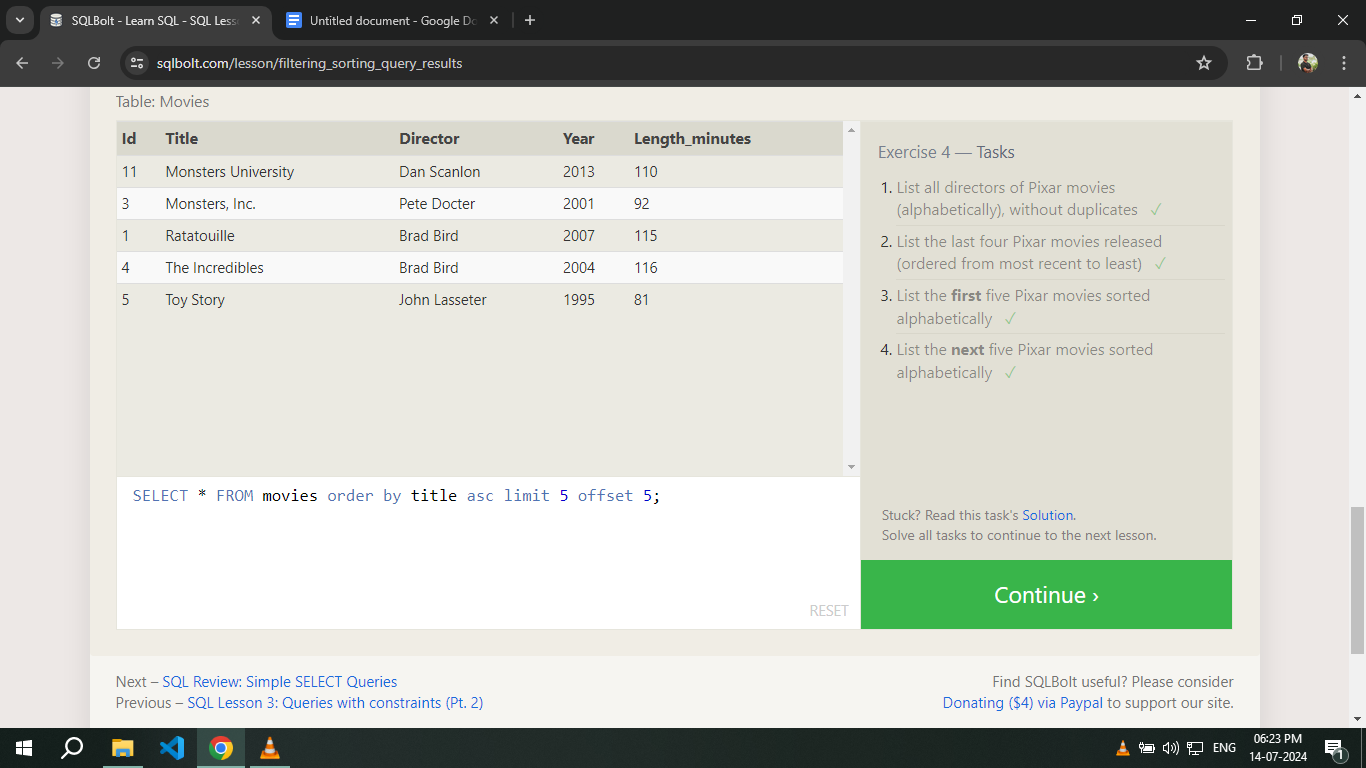 SQLBolt - Learn SQL - SQL Less
Untitled document - Google Do
sqlbolt.com/lesson/filtering_sorting_query_results
Table: Movies
Id Title Director Year Length_minutes
11 Monsters University Dan Scanlon 2013 110
3 Monsters, Inc. Pete Docter 2001 92
1 Ratatouille Brad Bird 2007 115
4 The Incredibles Brad Bird 2004 116
5 Toy Story John Lasseter 1995 81
SELECT * FROM movies order by title asc limit 5 offset 5;
RESET
Exercise 4 — Tasks
1. List all directors of Pixar movies
(alphabetically), without duplicates ✓
2. List the last four Pixar movies released
(ordered from most recent to least) ✓
3. List the first five Pixar movies sorted
alphabetically ✓
4. List the next five Pixar movies sorted
alphabetically ✓
Stuck? Read this task's Solution.
Solve all tasks to continue to the next lesson.
Continue ›
Next – SQL Review: Simple SELECT Queries
Previous – SQL Lesson 3: Queries with constraints (Pt. 2)
Find SQLBolt useful? Please consider
Donating ($4) via Paypal to support our site.
ENG
06:23 PM
14-07-2024
1